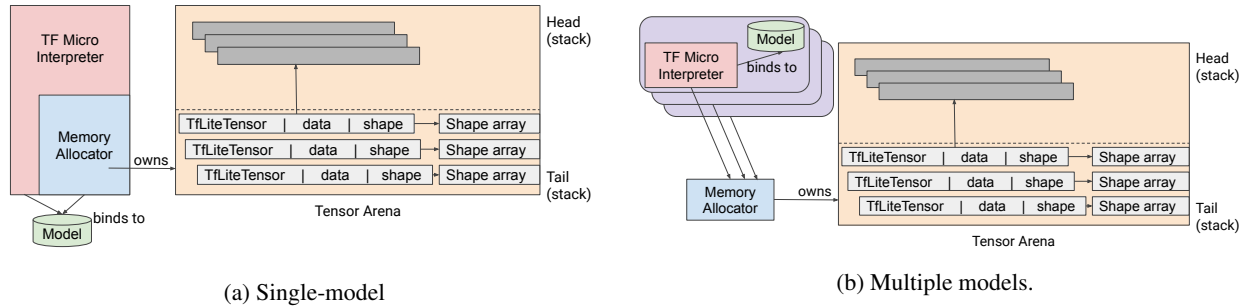 TF Micro
Interpreter
Memory
Allocator
owns
binds to
Model
Head
(stack)
TfLiteTensor | data | shape
Shape array
TfLiteTensor | data | shape
Shape array
TfLiteTensor | data | shape
Shape array
Tail
(stack)
Tensor Arena
(a) Single-model
Model
TF Micro
Interpreter
binds to
Memory
Allocator
owns
Head
(stack)
TfLiteTensor | data | shape
Shape array
TfLiteTensor | data | shape
Shape array
TfLiteTensor | data | shape
Shape array
Tail
(stack)
Tensor Arena
(b) Multiple models.